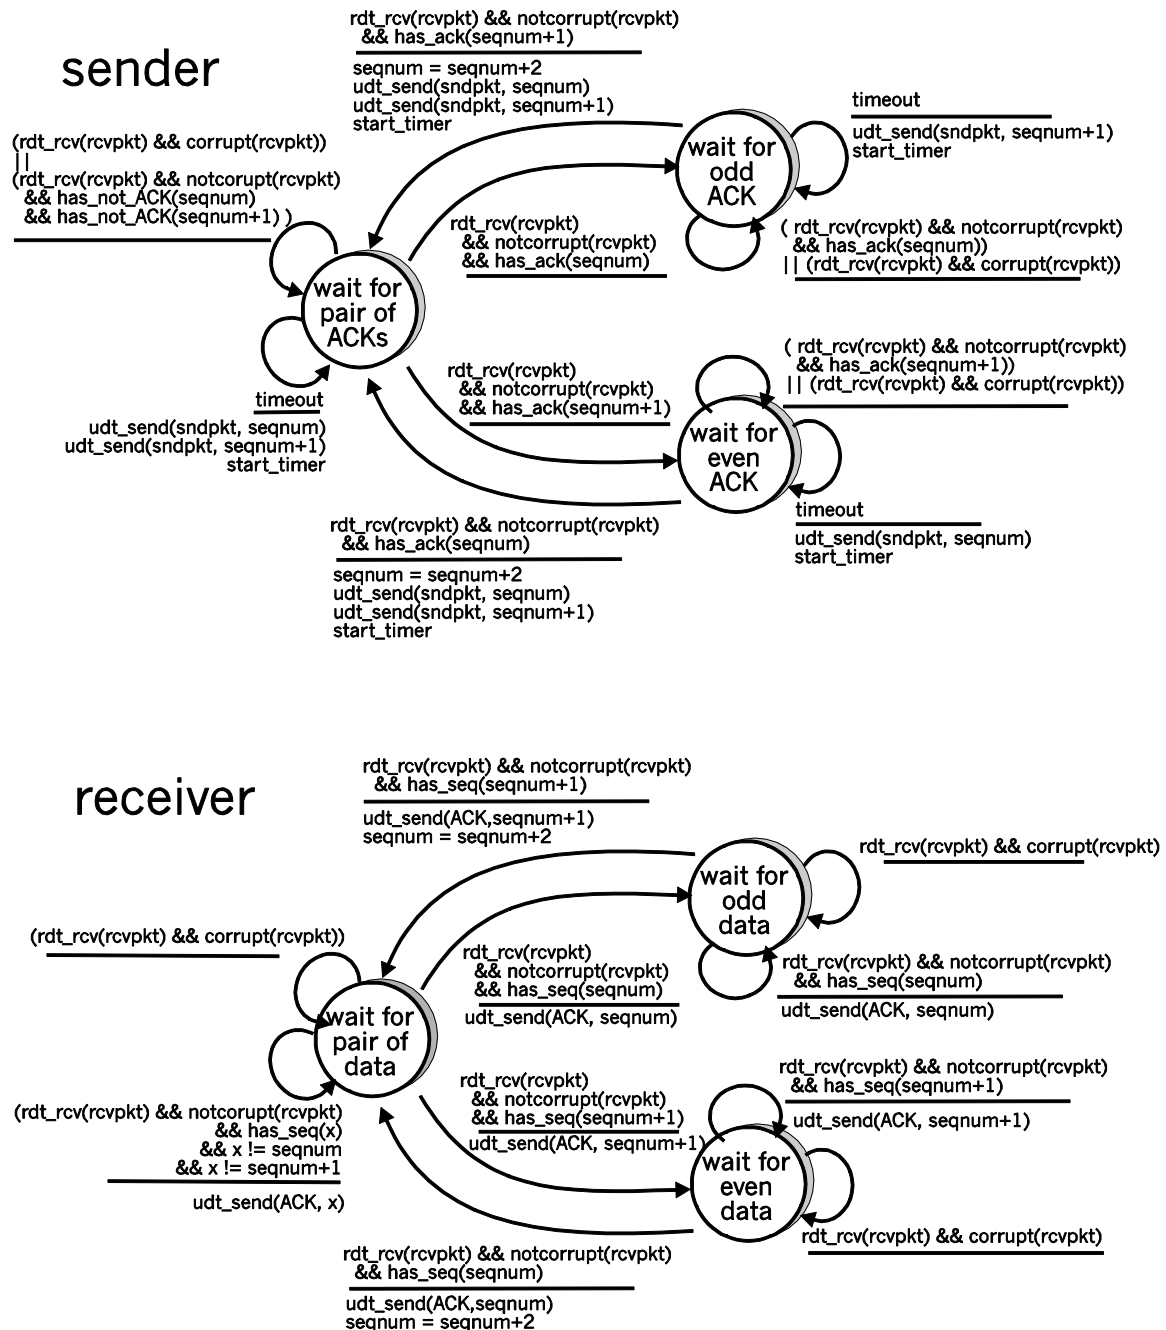 rdt_rcv(rcvpkt) && notcorrupt(rcvpkt)
&& has_ack(seqnum+1)
sender
seqnum = seqnum+2
udt_send(sndpkt, seqnum)
udt_send(sndpkt, seqnum+1)
start_timer
timeout
udt_send(sndpkt, seqnum+1)
start_timer
(rdt_rcv(rcvpkt) && corrupt(rcvpkt))
||
(rdt_rcv(rcvpkt) && notcorupt(rcvpkt)
&& has_not_ACK(seqnum)
&& has_not_ACK(seqnum+1) )
wait for
odd
ACK
rdt_rcv(rcvpkt)
&& notcorrupt(rcvpkt)
&& has_ack(seqnum)
( rdt_rcv(rcvpkt) && notcorrupt(rcvpkt)
&& has_ack(seqnum))
|| (rdt_rcv(rcvpkt) && corrupt(rcvpkt))
wait for
pair of
ACKs
( rdt_rcv(rcvpkt) && notcorrupt(rcvpkt)
&& has_ack(seqnum+1))
|| (rdt_rcv(rcvpkt) && corrupt(rcvpkt))
rdt_rcv(rcvpkt)
&& notcorrupt(rcvpkt)
&& has_ack(seqnum+1)
timeout
udt_send(sndpkt, seqnum)
udt_send(sndpkt, seqnum+1)
start_timer
wait for
even
ACK
timeout
udt_send(sndpkt, seqnum)
start_timer
rdt_rcv(rcvpkt) && notcorrupt(rcvpkt)
&& has_ack(seqnum)
seqnum = seqnum+2
udt_send(sndpkt, seqnum)
udt_send(sndpkt, seqnum+1)
start_timer
rdt_rcv(rcvpkt) && notcorrupt(rcvpkt)
&& has_seq(seqnum+1)
receiver
udt_send(ACK,seqnum+1)
seqnum = seqnum+2
rdt_rcv(rcvpkt) && corrupt(rcvpkt)
wait for
odd
data
(rdt_rcv(rcvpkt) && corrupt(rcvpkt))
rdt_rcv(rcvpkt)
&& notcorrupt(rcvpkt)
&& has_seq(seqnum)
udt_send(ACK, seqnum)
rdt_rcv(rcvpkt) && notcorrupt(rcvpkt)
&& has_seq(seqnum)
udt_send(ACK, seqnum)
wait for
pair of
data
rdt_rcv(rcvpkt) && notcorrupt(rcvpkt)
&& has_seq(seqnum+1)
udt_send(ACK, seqnum+1)
rdt_rcv(rcvpkt)
&& notcorrupt(rcvpkt)
&& has_seq(seqnum+1)
udt_send(ACK, seqnum+1)
(rdt_rcv(rcvpkt) && notcorupt(rcvpkt)
&& has_seq(x)
&& x != seqnum
&& x != seqnum+1
udt_send(ACK, x)
wait for
even
data
rdt_rcv(rcvpkt) && corrupt(rcvpkt)
rdt_rcv(rcvpkt) && notcorrupt(rcvpkt)
&& has_seq(seqnum)
udt_send(ACK,seqnum)
seqnum = seqnum+2